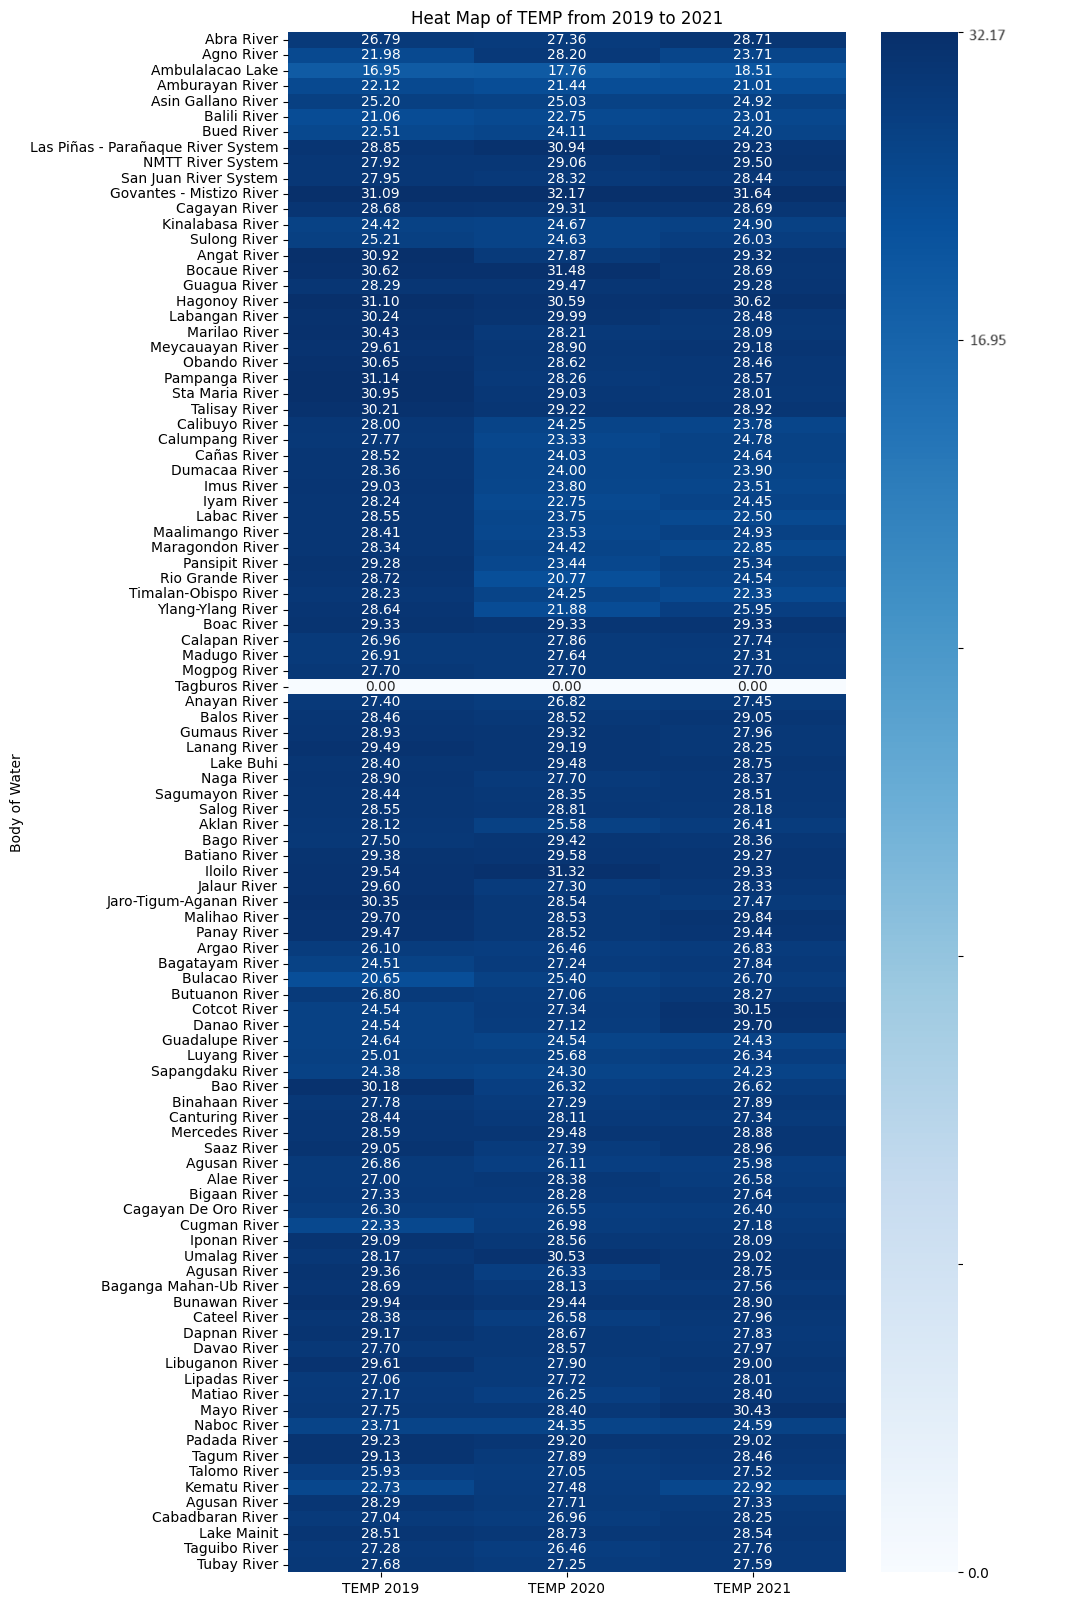 Heat Map of TEMP from 2019 to 2021
Abra River 26.79 27.36 28.71
Agno River 21.98 28.20 23.71
Ambulalacao Lake 16.95 17.76 18.51
Amburayan River 22.12 21.44 21.01
Asin Gallano River 25.20 25.03 24.92
Balili River 21.06 22.75 23.01
Bued River 22.51 24.11 24.20
Las Piñas - Parañaque River System 28.85 30.94 29.23
NMTT River System 27.92 29.06 29.50
San Juan River System 27.95 28.32 28.44
Govantes - Mistizo River 31.09 32.17 31.64
Cagayan River 28.68 29.31 28.69
Kinalabasa River 24.42 24.67 24.90
Sulong River 25.21 24.63 26.03
Angat River 30.92 27.87 29.32
Bocaue River 30.62 31.48 28.69
Guagua River 28.29 29.47 29.28
Hagonoy River 31.10 30.59 30.62
Labangan River 30.24 29.99 28.48
Marilao River 30.43 28.21 28.09
Meycauayan River 29.61 28.90 29.18
Obando River 30.65 28.62 28.46
Pampanga River 31.14 28.26 28.57
Sta Maria River 30.95 29.03 28.01
Talisay River 30.21 29.22 28.92
Calibuyo River 28.00 24.25 23.78
Calumpang River 27.77 23.33 24.78
Cañas River 28.52 24.03 24.64
Dumacaa River 28.36 24.00 23.90
Imus River 29.03 23.80 23.51
Iyam River 28.24 22.75 24.45
Labac River 28.55 23.75 22.50
Maalimango River 28.41 23.53 24.93
Maragondon River 28.34 24.42 22.85
Pansipit River 29.28 23.44 25.34
Rio Grande River 28.72 20.77 24.54
Timalan-Obispo River 28.23 24.25 22.33
Ylang-Ylang River 28.64 21.88 25.95
Boac River 29.33 29.33 29.33
Calapan River 26.96 27.86 27.74
Madugo River 26.91 27.64 27.31
Mogpog River 27.70 27.70 27.70
Tagburos River 0.00 0.00 0.00
Anayan River 27.40 26.82 27.45
Balos River 28.46 28.52 29.05
Gumaus River 28.93 29.32 27.96
Lanang River 29.49 29.19 28.25
Lake Buhi 28.40 29.48 28.75
Naga River 28.90 27.70 28.37
Sagumayon River 28.44 28.35 28.51
Salog River 28.55 28.81 28.18
Aklan River 28.12 25.58 26.41
Bago River 27.50 29.42 28.36
Batiano River 29.38 29.58 29.27
Iloilo River 29.54 31.32 29.33
Jalaur River 29.60 27.30 28.33
Jaro-Tigum-Aganan River 30.35 28.54 27.47
Malihao River 29.70 28.53 29.84
Panay River 29.47 28.52 29.44
Argao River 26.10 26.46 26.83
Bagatayam River 24.51 27.24 27.84
Bulacao River 20.65 25.40 26.70
Butuanon River 26.80 27.06 28.27
Cotcot River 24.54 27.34 30.15
Danao River 24.54 27.12 29.70
Guadalupe River 24.64 24.54 24.43
Luyang River 25.01 25.68 26.34
Sapangdaku River 24.38 24.30 24.23
Bao River 30.18 26.32 26.62
Binahaan River 27.78 27.29 27.89
Canturing River 28.44 28.11 27.34
Mercedes River 28.59 29.48 28.88
Saaz River 29.05 27.39 28.96
Agusan River 26.86 26.11 25.98
Alae River 27.00 28.38 26.58
Bigaan River 27.33 28.28 27.64
Cagayan De Oro River 26.30 26.55 26.40
Cugman River 22.33 26.98 27.18
Iponan River 29.09 28.56 28.09
Umalag River 28.17 30.53 29.02
Agusan River 29.36 26.33 28.75
Baganga Mahan-Ub River 28.69 28.13 27.56
Bunawan River 29.94 29.44 28.90
Cateel River 28.38 26.58 27.96
Dapnan River 29.17 28.67 27.83
Davao River 27.70 28.57 27.97
Libuganon River 29.61 27.90 29.00
Lipadas River 27.06 27.72 28.01
Matiao River 27.17 26.25 28.40
Mayo River 27.75 28.40 30.43
Naboc River 23.71 24.35 24.59
Padada River 29.23 29.20 29.02
Tagum River 29.13 27.89 28.46
Talomo River 25.93 27.05 27.52
Kematu River 22.73 27.48 22.92
Agusan River 28.29 27.71 27.33
Cabadbaran River 27.04 26.96 28.25
Lake Mainit 28.51 28.73 28.54
Taguibo River 27.28 26.46 27.76
Tubay River 27.68 27.25 27.59
TEMP 2019 TEMP 2020 TEMP 2021
Body of Water
32.17
16.95
0.0